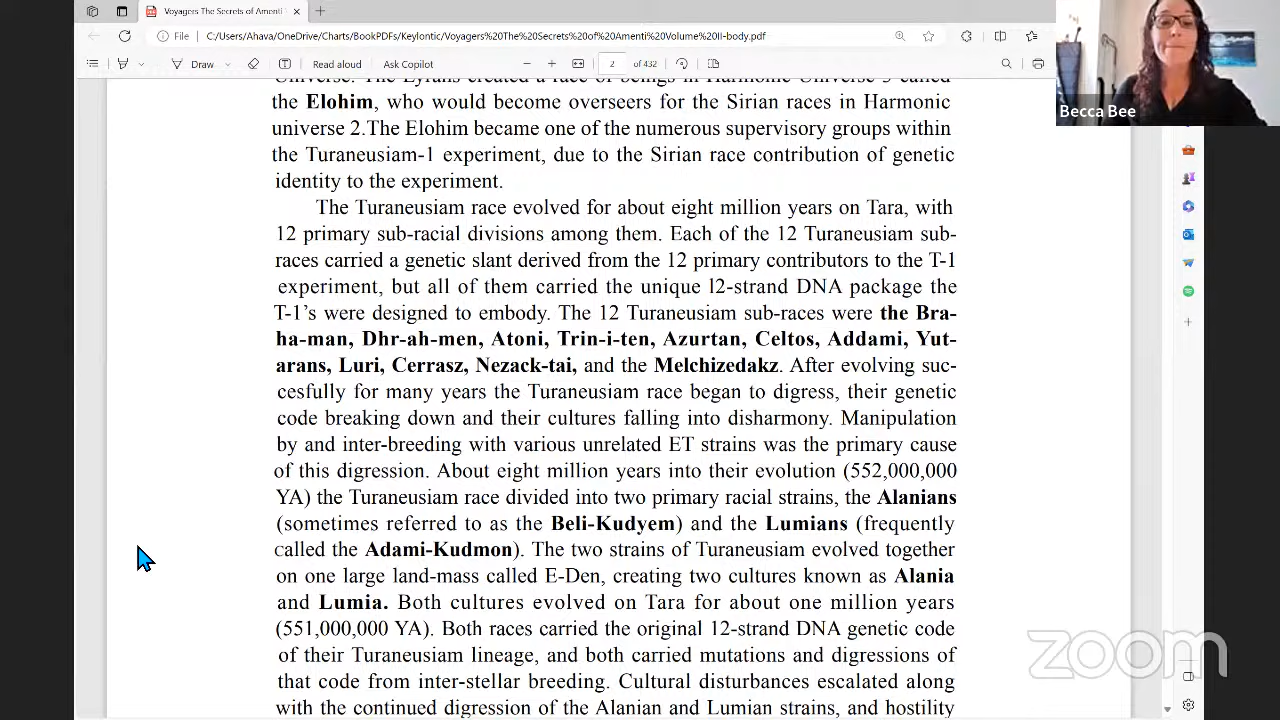 Voyagers The Secrets of Amenti
File
C:/Users/Ahava/OneDrive/Charts/BookPDFs/Keylontic/Voyagers%20The%20Secrets%20of%20Amenti%20Volume%20II-body.pdf
Draw
Read aloud
Ask Copilot
2 of 432
Becca Bee
Universe. The Lyrans created a race of beings in Harmonic Universe 3 called
the Elohim, who would become overseers for the Sirian races in Harmonic
universe 2.The Elohim became one of the numerous supervisory groups within
the Turaneusiam-1 experiment, due to the Sirian race contribution of genetic
identity to the experiment.
The Turaneusiam race evolved for about eight million years on Tara, with
12 primary sub-racial divisions among them. Each of the 12 Turaneusiam sub-
races carried a genetic slant derived from the 12 primary contributors to the T-1
experiment, but all of them carried the unique l2-strand DNA package the
T-1's were designed to embody. The 12 Turaneusiam sub-races were the Bra-
ha-man, Dhr-ah-men, Atoni, Trin-i-ten, Azurtan, Celtos, Addami, Yut-
arans, Luri, Cerrasz, Nezack-tai, and the Melchizedakz. After evolving suc-
cesfully for many years the Turaneusiam race began to digress, their genetic
code breaking down and their cultures falling into disharmony. Manipulation
by and inter-breeding with various unrelated ET strains was the primary cause
of this digression. About eight million years into their evolution (552,000,000
YA) the Turaneusiam race divided into two primary racial strains, the Alanians
(sometimes referred to as the Beli-Kudyem) and the Lumians (frequently
called the Adami-Kudmon). The two strains of Turaneusiam evolved together
on one large land-mass called E-Den, creating two cultures known as Alania
and Lumia. Both cultures evolved on Tara for about one million years
(551,000,000 YA). Both races carried the original 12-strand DNA genetic code
of their Turaneusiam lineage, and both carried mutations and digressions of
that code from inter-stellar breeding. Cultural disturbances escalated along
with the continued digression of the Alanian and Lumian strains, and hostility
zoom